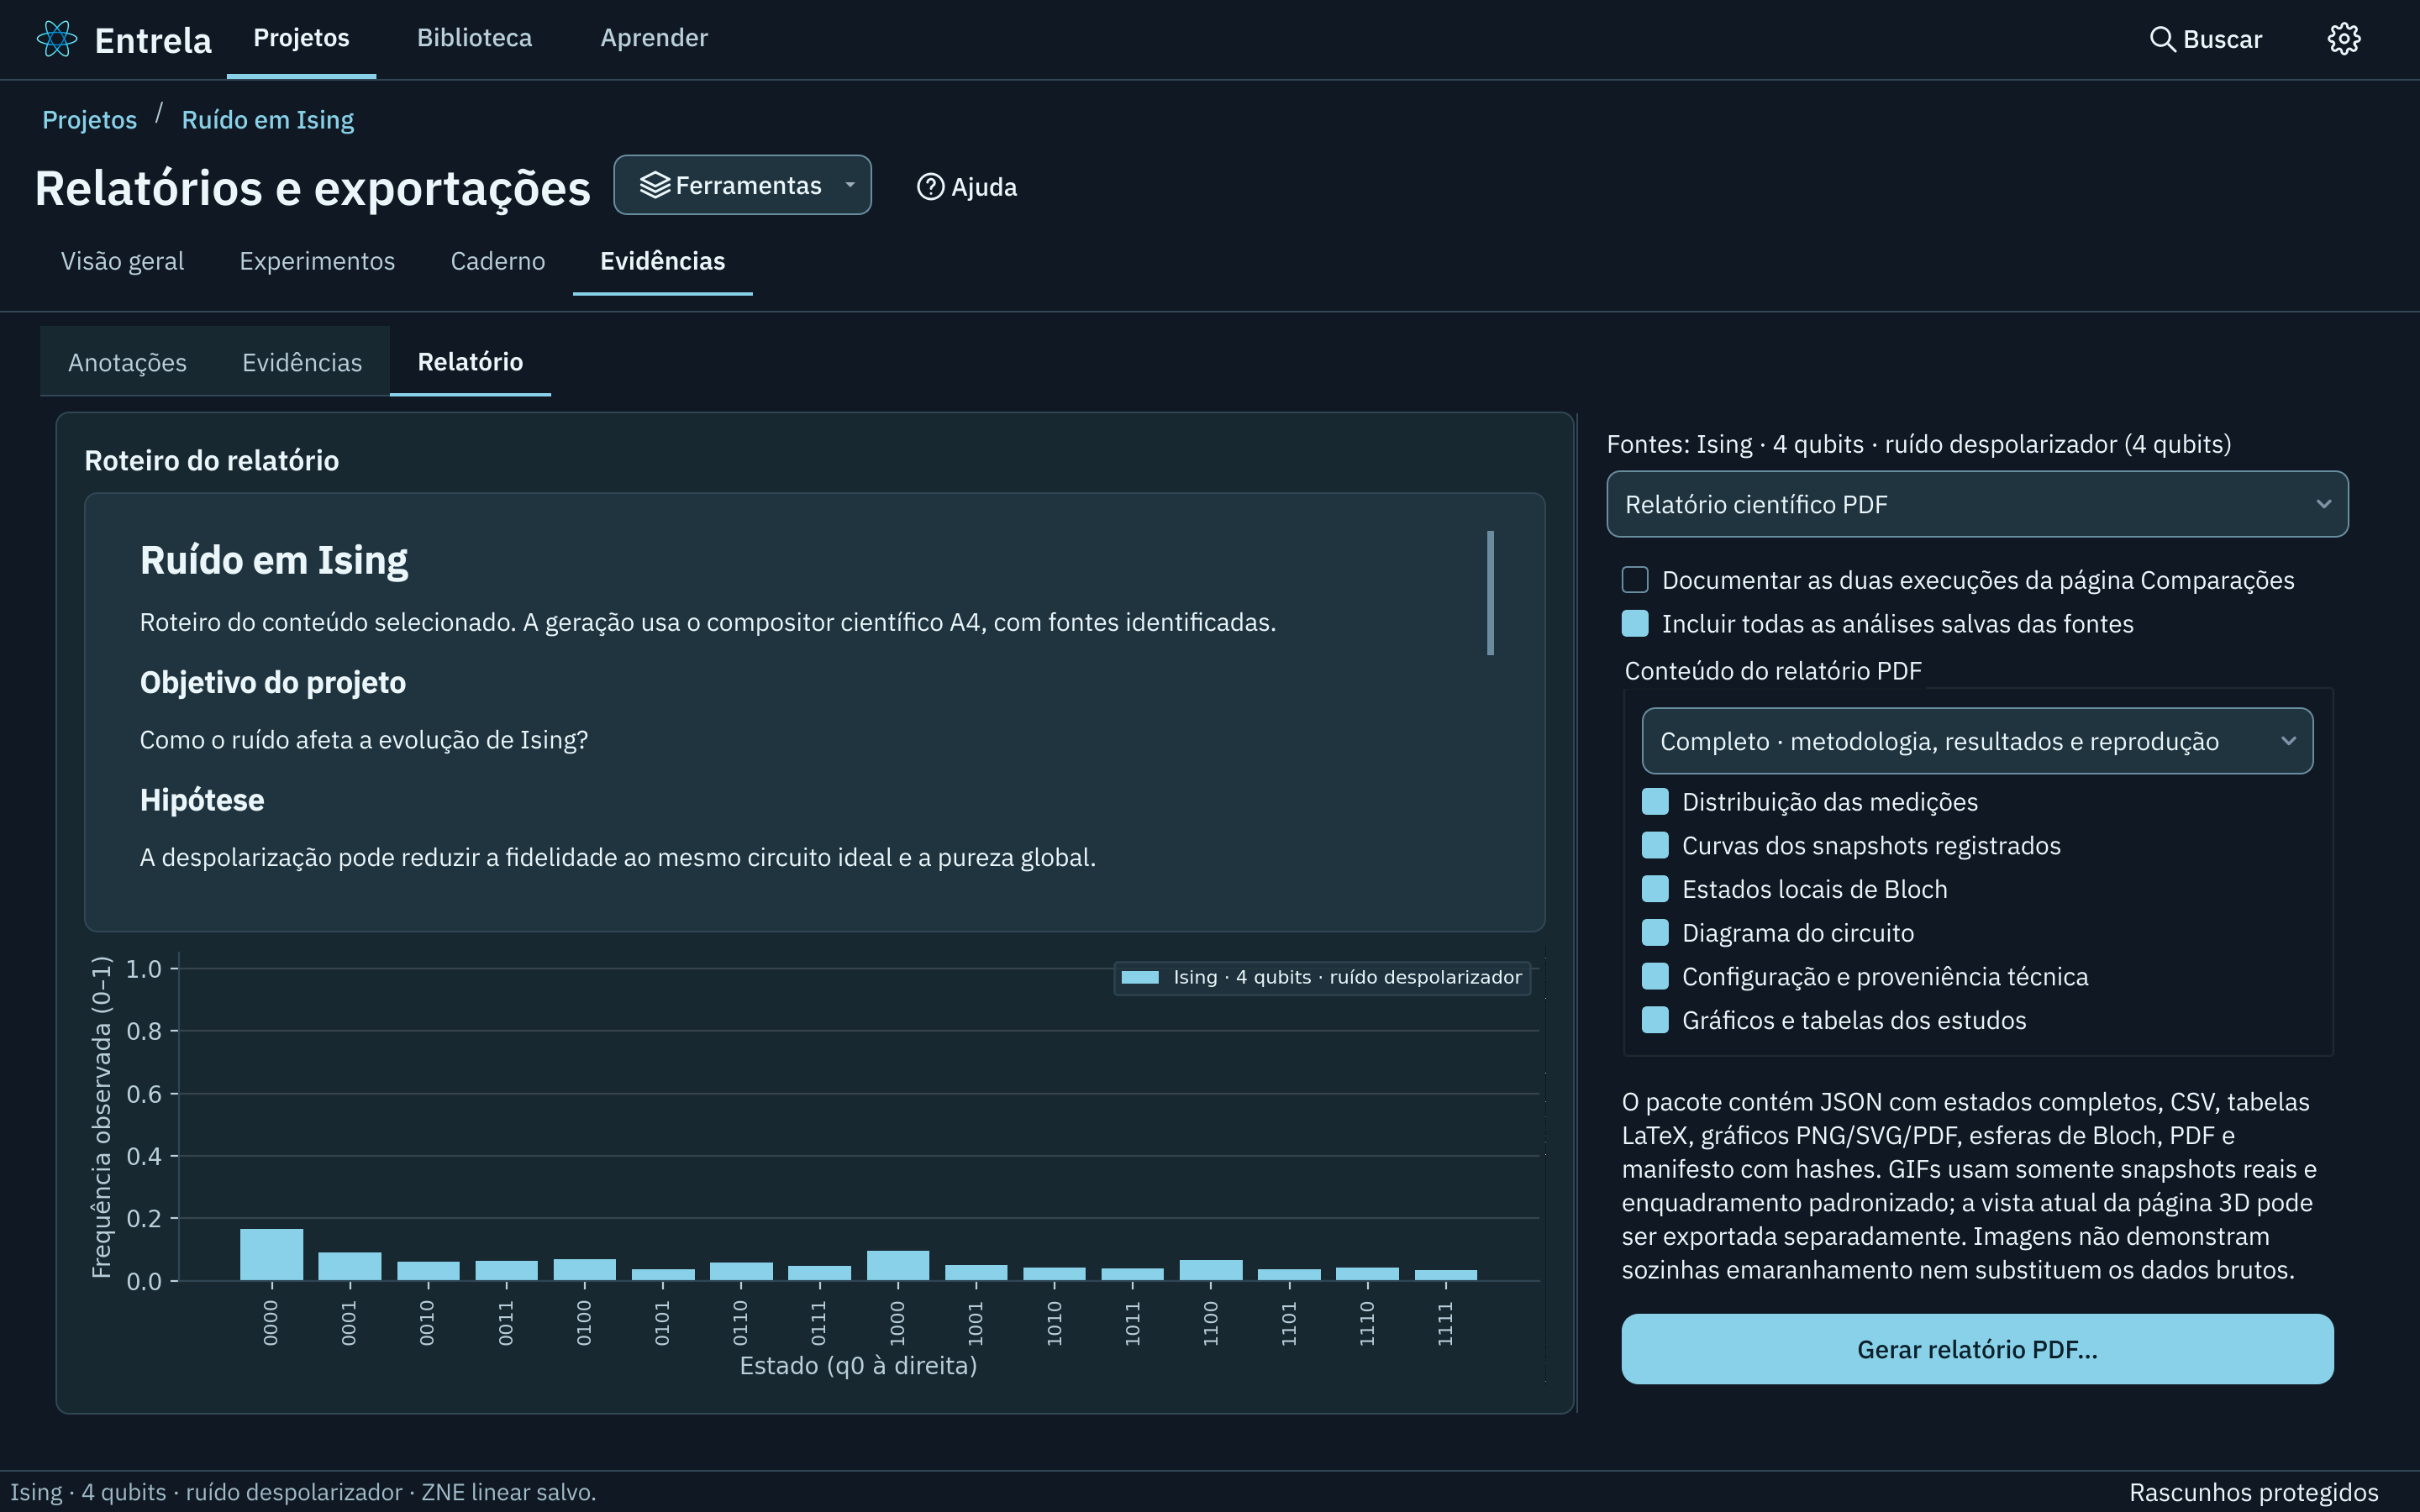 Entrela
Projetos
Biblioteca
Aprender
Buscar
Projetos / Ruído em Ising
Relatórios e exportações
Ferramentas
Ajuda
Visão geral
Experimentos
Caderno
Evidências
Anotações
Evidências
Relatório
Roteiro do relatório
Ruído em Ising
Roteiro do conteúdo selecionado. A geração usa o compositor científico A4, com fontes identificadas.
Objetivo do projeto
Como o ruído afeta a evolução de Ising?
Hipótese
A despolarização pode reduzir a fidelidade ao mesmo circuito ideal e a pureza global.
Frequência observada (0–1)
1.0
0.8
0.6
0.4
0.2
0.0
Ising · 4 qubits · ruído despolarizador
0000
0001
0010
0011
0100
0101
0110
0111
1000
1001
1010
1011
1100
1101
1110
1111
Estado (q0 à direita)
Fontes: Ising · 4 qubits · ruído despolarizador (4 qubits)
Relatório científico PDF
Documentar as duas execuções da página Comparações
Incluir todas as análises salvas das fontes
Conteúdo do relatório PDF
Completo · metodologia, resultados e reprodução
Distribuição das medições
Curvas dos snapshots registrados
Estados locais de Bloch
Diagrama do circuito
Configuração e proveniência técnica
Gráficos e tabelas dos estudos
O pacote contém JSON com estados completos, CSV, tabelas
LaTeX, gráficos PNG/SVG/PDF, esferas de Bloch, PDF e
manifesto com hashes. GIFs usam somente snapshots reais e
enquadramento padronizado; a vista atual da página 3D pode
ser exportada separadamente. Imagens não demonstram
sozinhas emaranhamento nem substituem os dados brutos.
Gerar relatório PDF...
Ising · 4 qubits · ruído despolarizador · ZNE linear salvo.
Rascunhos protegidos